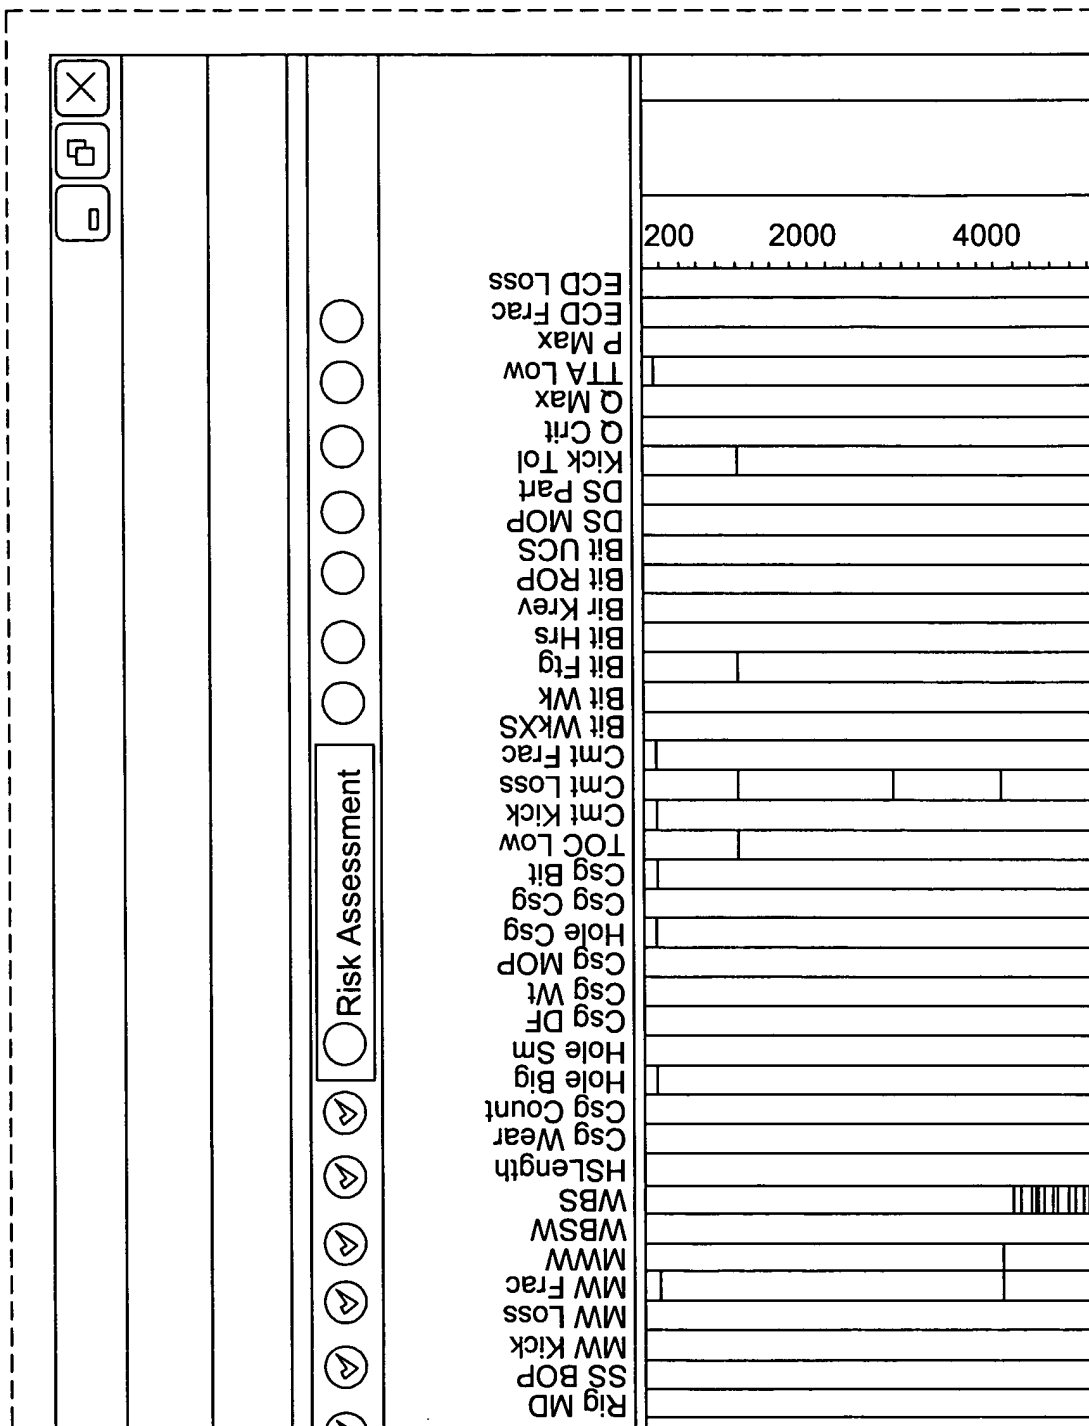 200 2000 4000
ECD Loss
ECD Frac
P Max
TTA Low
Q Max
Q Crit
Kick Tol
DS Part
DS MOP
Bit UCS
Bit ROP
Bir Krev
Bit Hrs
Bit Ftg
Bit Wk
Bit WkXS
Cmt Frac
Cmt Loss
Cmt Kick
TOC Low
Csg Bit
Csg Csg
Hole Csg
Csg MOP
Csg Wt
Csg DF
Hole Sm
Hole Big
Csg Count
Csg Wear
HSLength
WBS
WBSW
MWW
MW Frac
MW Loss
MW Kick
SS BOP
Rig MD
Risk Assessment